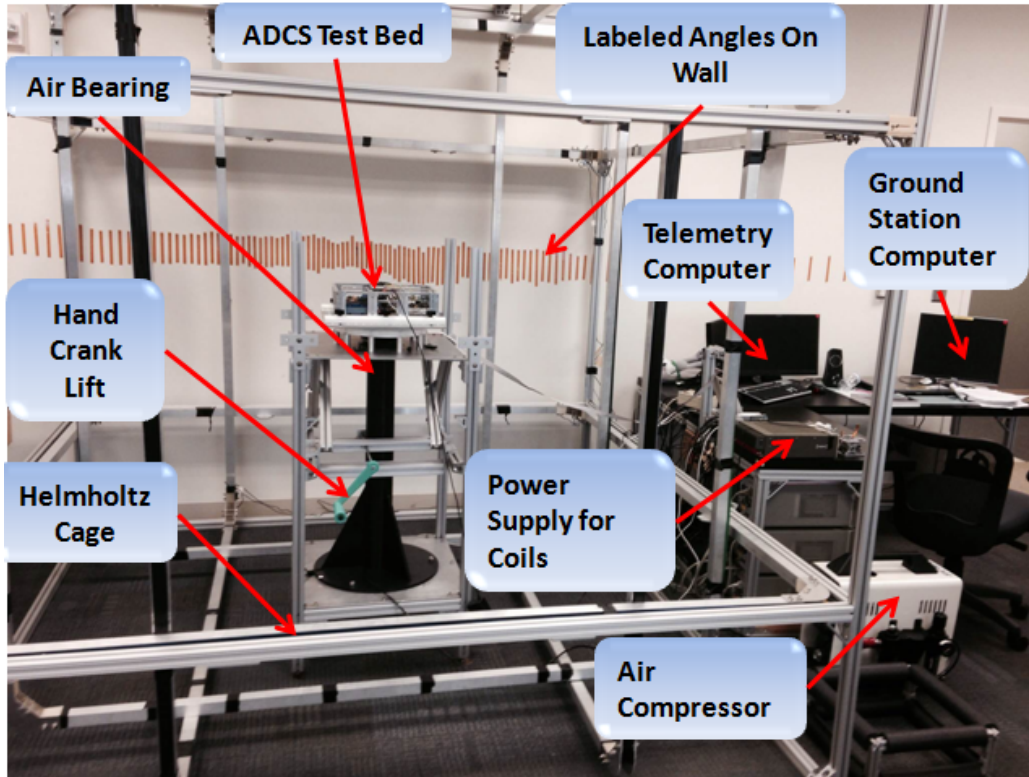 ADCS Test Bed
Labeled Angles On
Wall
Air Bearing
Ground
Station
Computer
Telemetry
Computer
Hand
Crank
Lift
Helmholtz
Cage
Power
Supply for
Coils
Air
Compressor